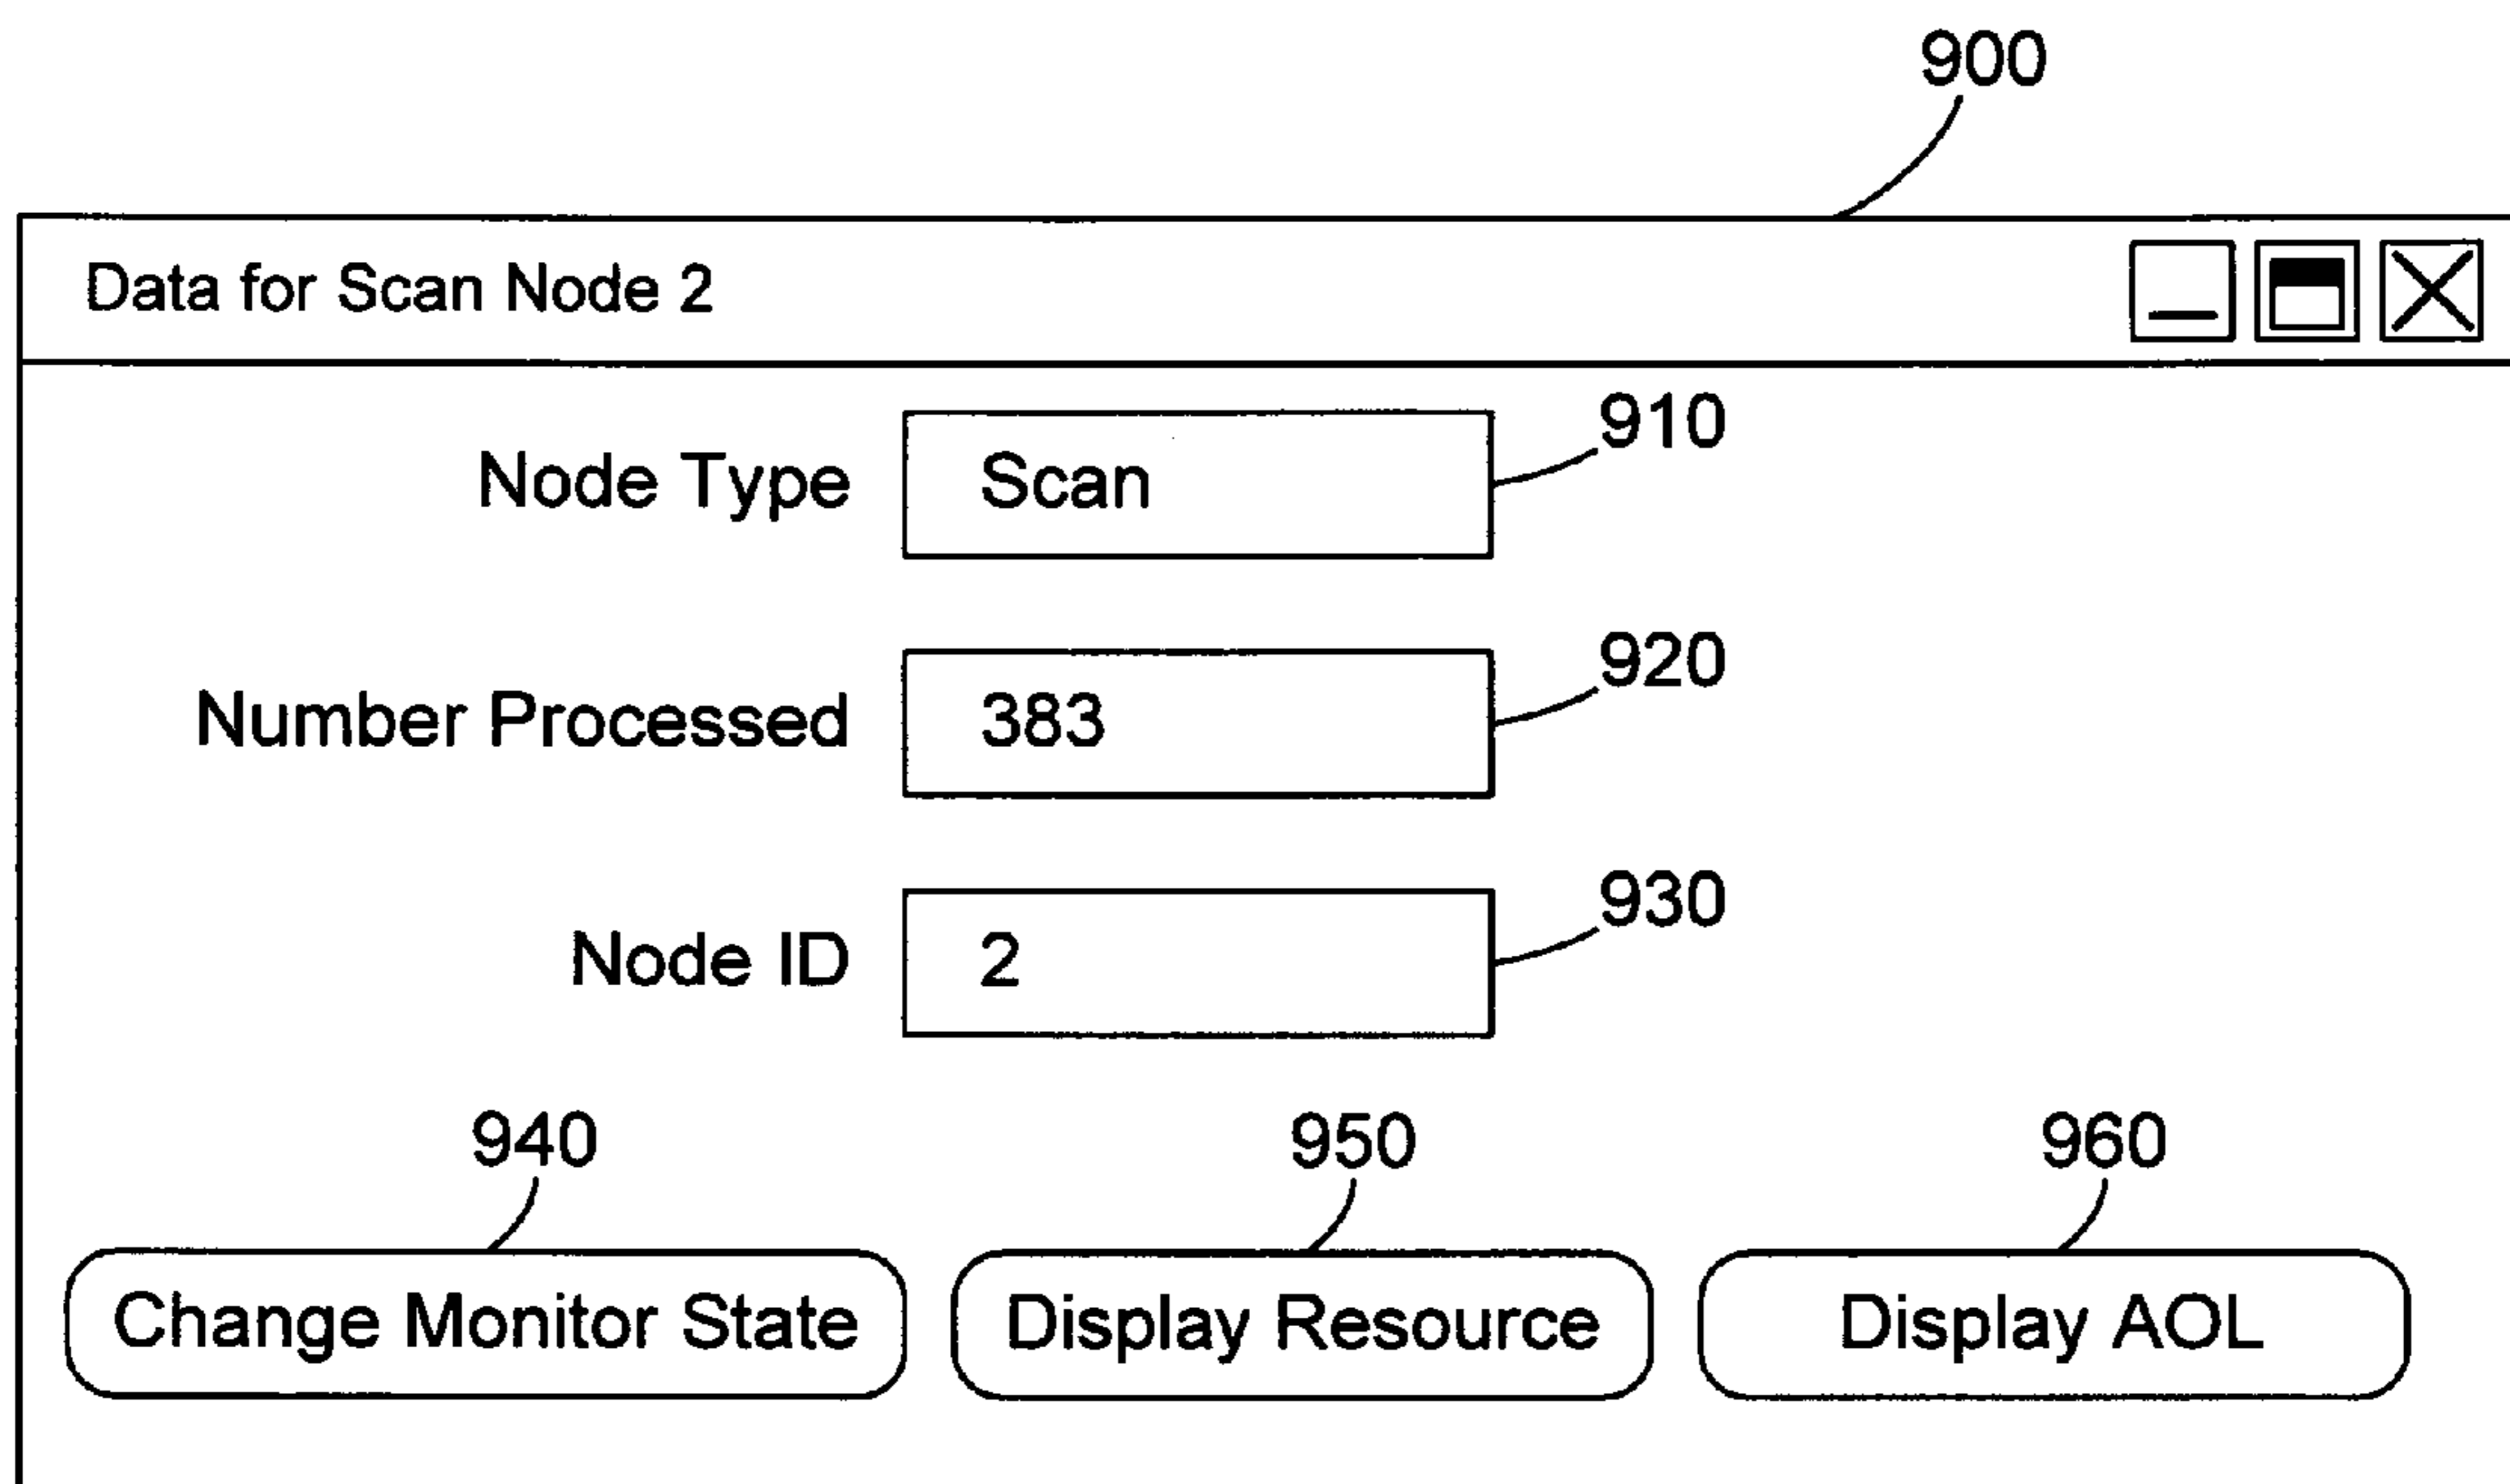 900
Data for Scan Node 2
Node Type Scan 910
Number Processed 383 920
Node ID 2 930
940 950 960
Change Monitor State Display Resource Display AOL